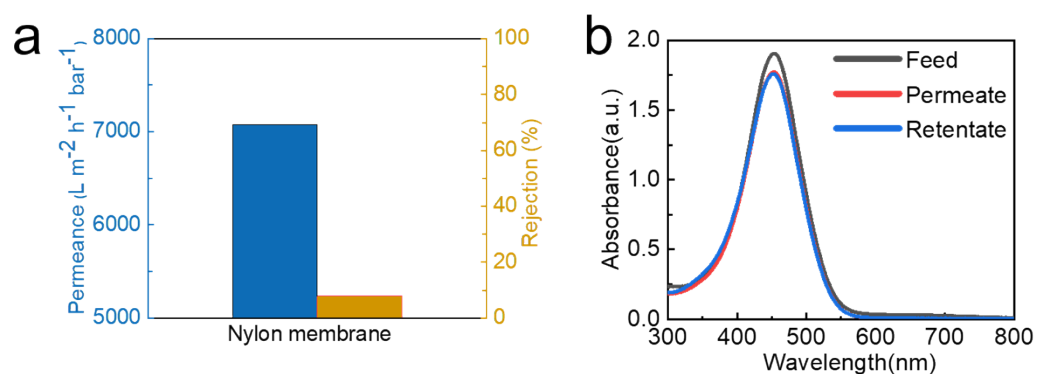 a
8000
7000
6000
5000
Permeance (L m-2 h-1 bar-1)
Nylon membrane
100
80
60
40
20
0
Rejection (%)
b
2.0
1.5
1.0
0.5
0.0
Absorbance(a.u.)
Feed
Permeate
Retentate
300 400 500 600 700 800
Wavelength(nm)